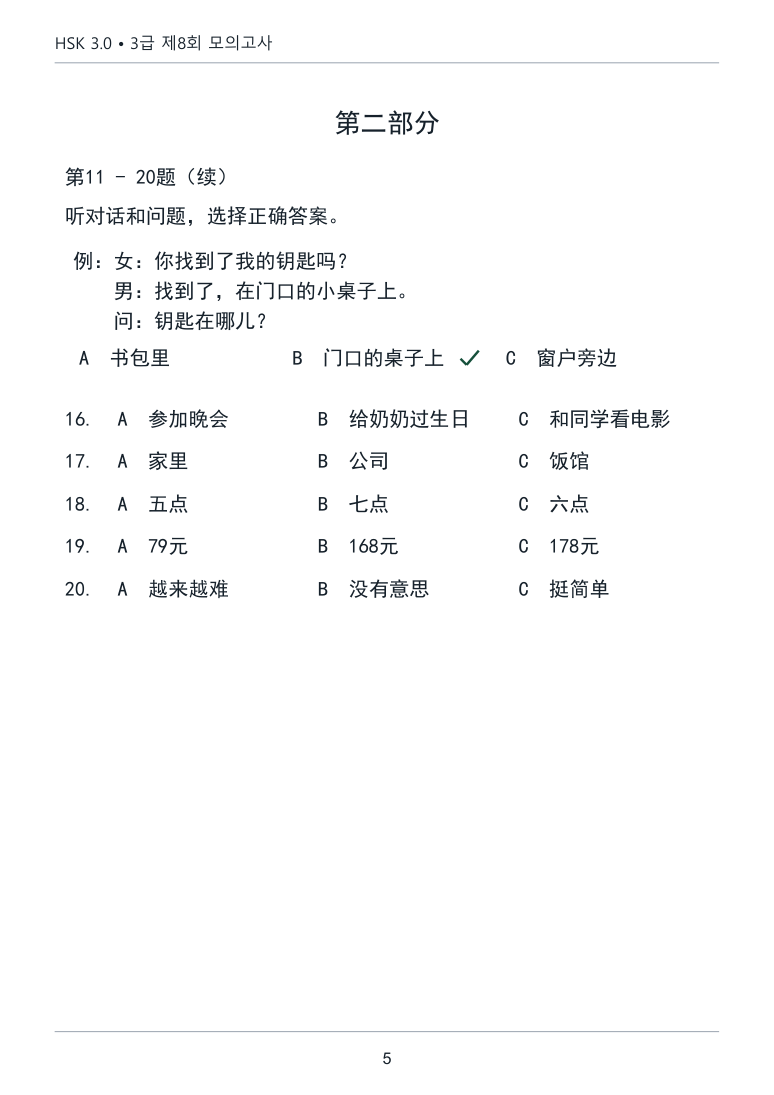 HSK 3.0 • 3급 제8회 모의고사
第二部分
第11 - 20题（续）
听对话和问题，选择正确答案。
例：女：你找到了我的钥匙吗？
男：找到了，在门口的小桌子上。
问：钥匙在哪儿？
A 书包里 B 门口的桌子上 ✓ C 窗户旁边
16. A 参加晚会 B 给奶奶过生日 C 和同学看电影
17. A 家里 B 公司 C 饭馆
18. A 五点 B 七点 C 六点
19. A 79元 B 168元 C 178元
20. A 越来越难 B 没有意思 C 挺简单
5